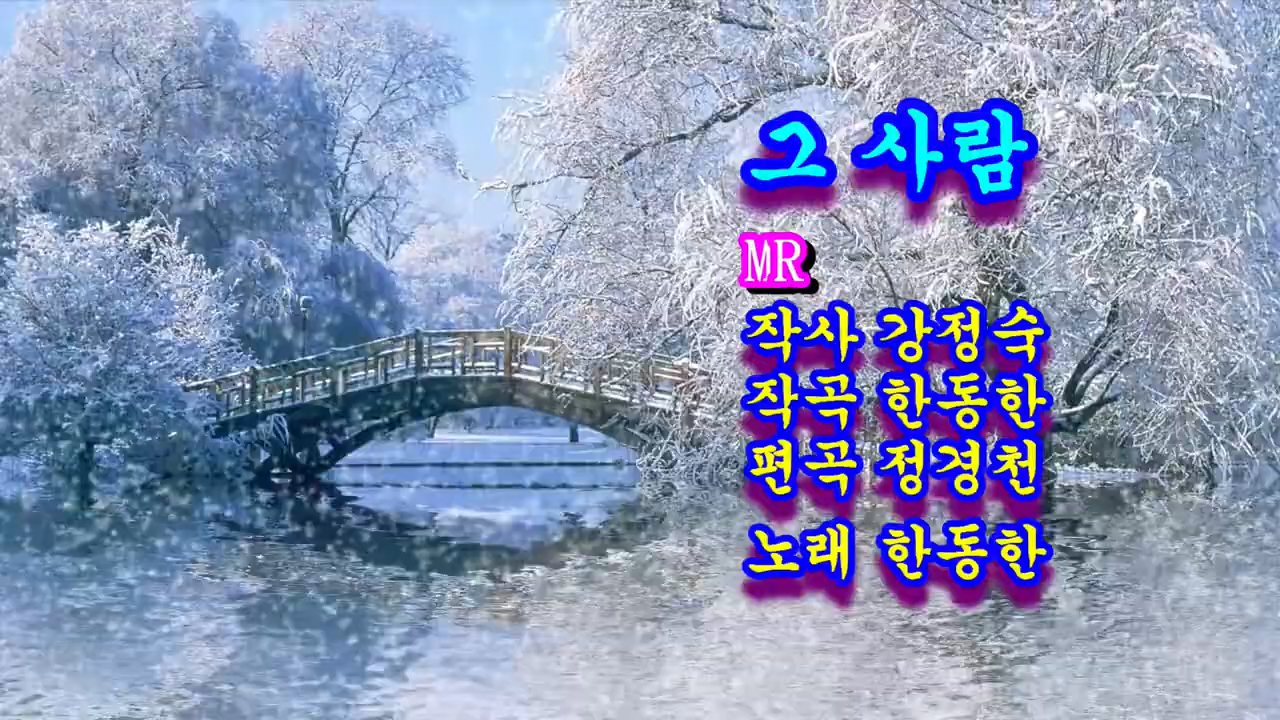 그 사람
MR
작사 강정숙
작곡 한동한
편곡 정경천
노래 한동한